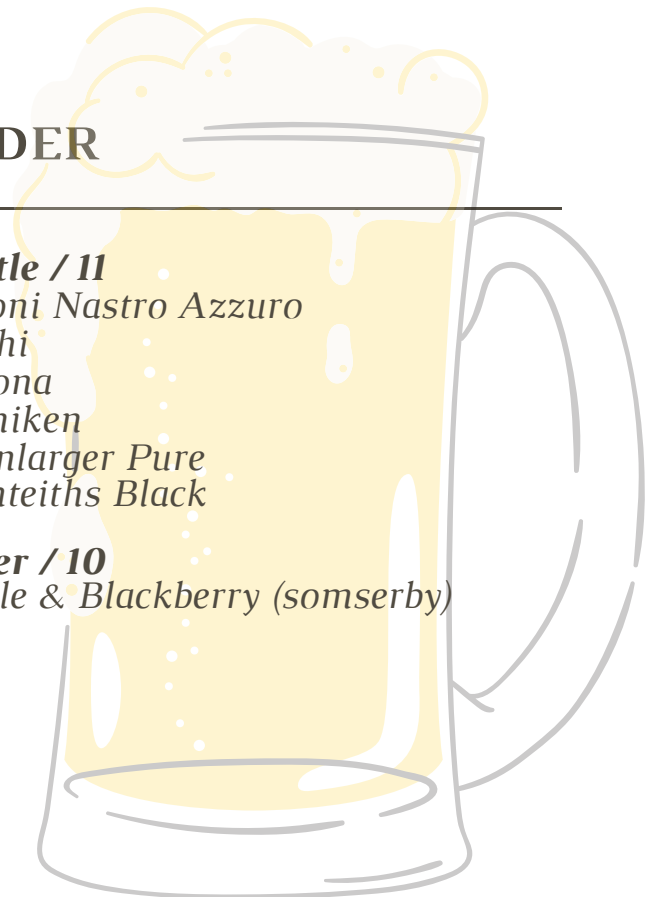 DER
tle / 11
oni Nastro Azzuro
hi
ona
niken
nlarger Pure
nteiths Black
er / 10
le & Blackberry (somserby)